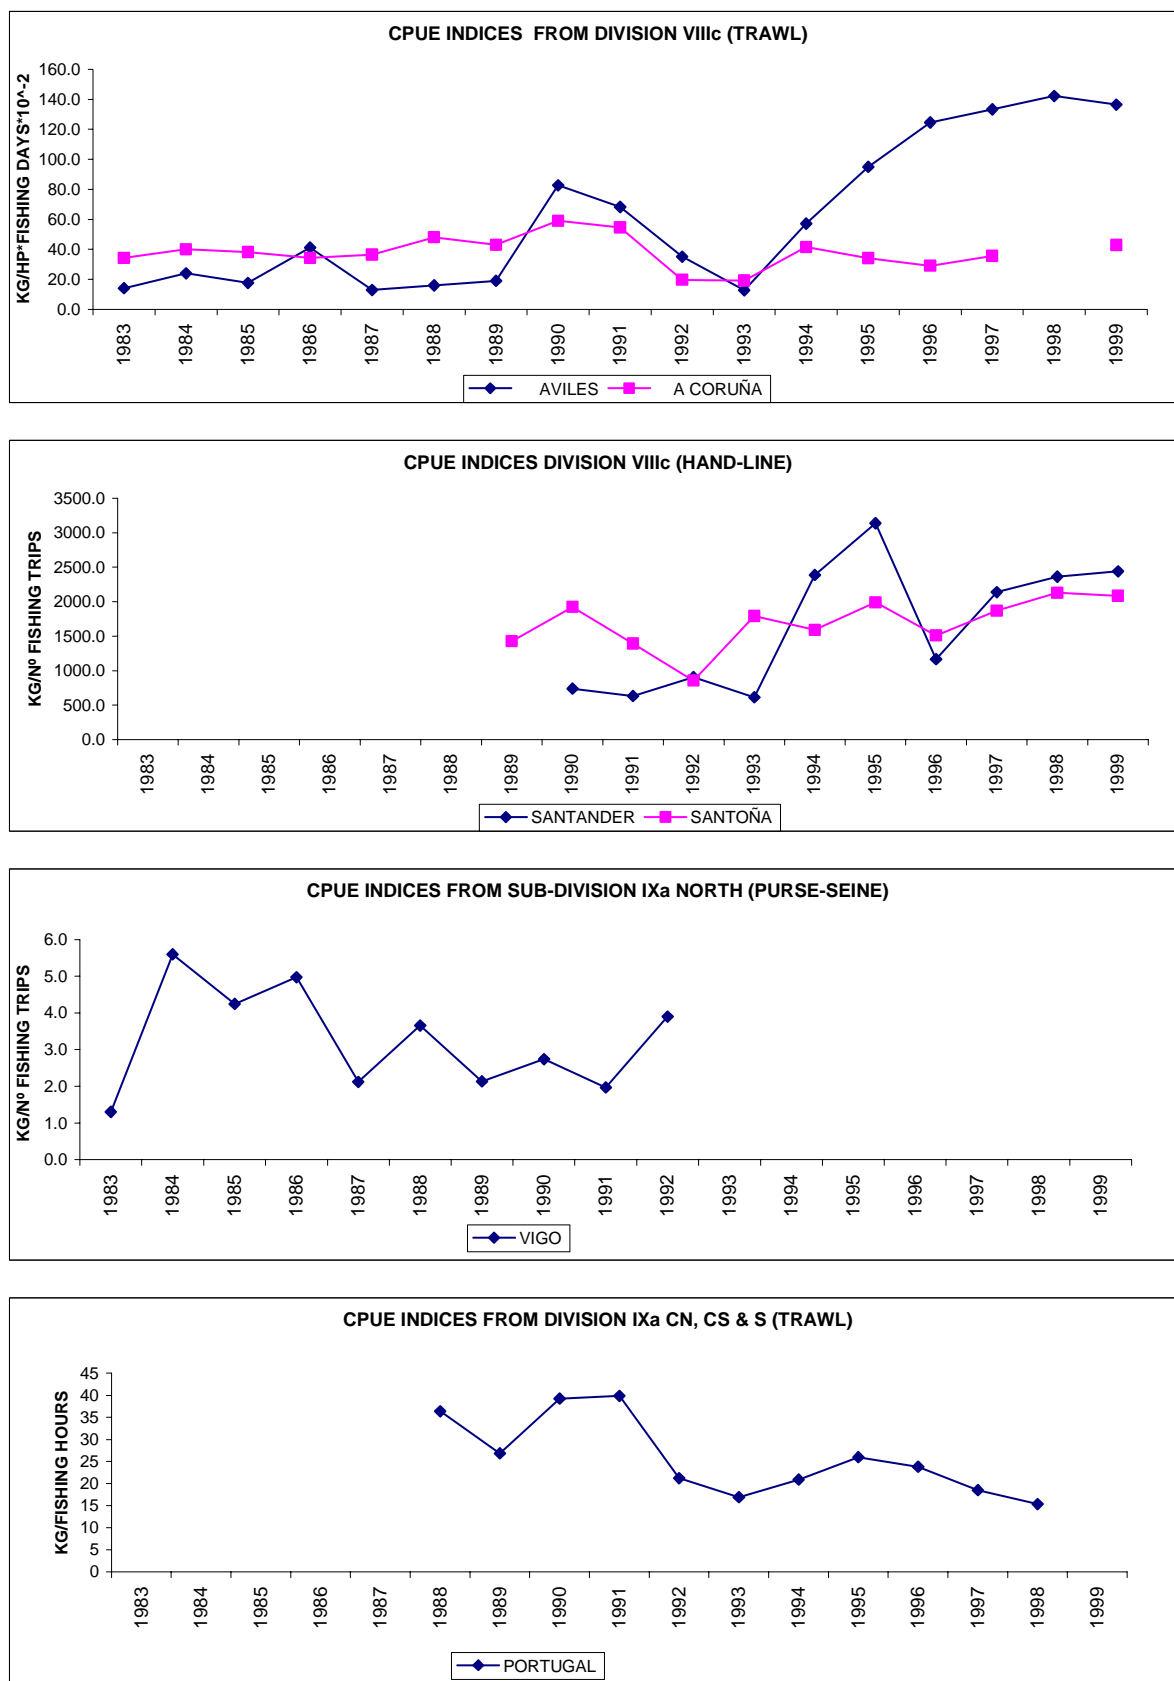 CPUE INDICES FROM DIVISION VIIIc (TRAWL)
KG/HP*FISHING DAYS*10^-2
160.0
140.0
120.0
100.0
80.0
60.0
40.0
20.0
0.0
1983 1984 1985 1986 1987 1988 1989 1990 1991 1992 1993 1994 1995 1996 1997 1998 1999
AVILES A CORUÑA
CPUE INDICES DIVISION VIIIc (HAND-LINE)
KG/Nº FISHING TRIPS
3500.0
3000.0
2500.0
2000.0
1500.0
1000.0
500.0
0.0
1983 1984 1985 1986 1987 1988 1989 1990 1991 1992 1993 1994 1995 1996 1997 1998 1999
SANTANDER SANTOÑA
CPUE INDICES FROM SUB-DIVISION IXa NORTH (PURSE-SEINE)
KG/Nº FISHING TRIPS
6.0
5.0
4.0
3.0
2.0
1.0
0.0
1983 1984 1985 1986 1987 1988 1989 1990 1991 1992 1993 1994 1995 1996 1997 1998 1999
VIGO
CPUE INDICES FROM DIVISION IXa CN, CS & S (TRAWL)
KG/FISHING HOURS
45
40
35
30
25
20
15
10
5
0
1983 1984 1985 1986 1987 1988 1989 1990 1991 1992 1993 1994 1995 1996 1997 1998 1999
PORTUGAL